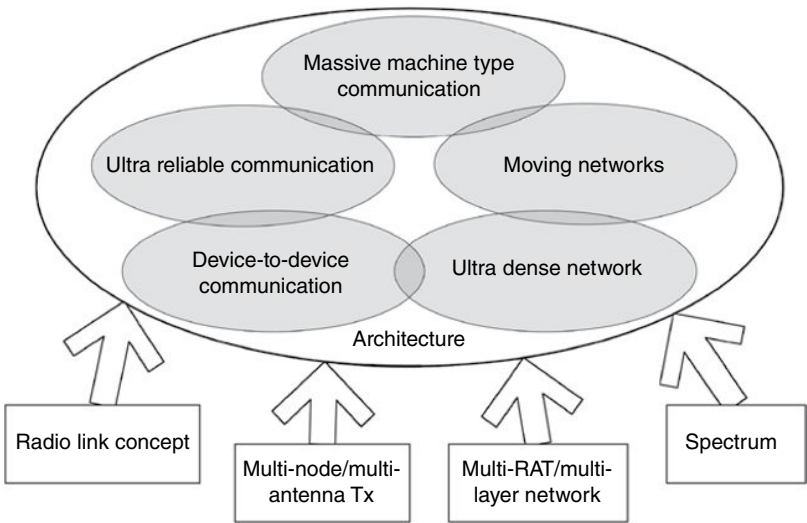 Massive machine type
communication
Ultra reliable communication
Moving networks
Device-to-device
communication
Ultra dense network
Architecture
Radio link concept
Multi-node/multi-
antenna Tx
Multi-RAT/multi-
layer network
Spectrum